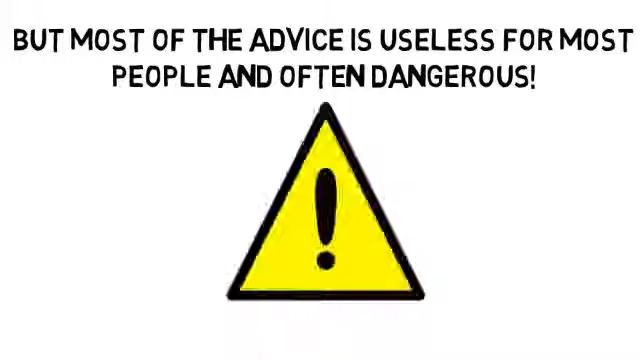 BUT MOST OF THE ADVICE IS USELESS FOR MOST
PEOPLE AND OFTEN DANGEROUS!
!